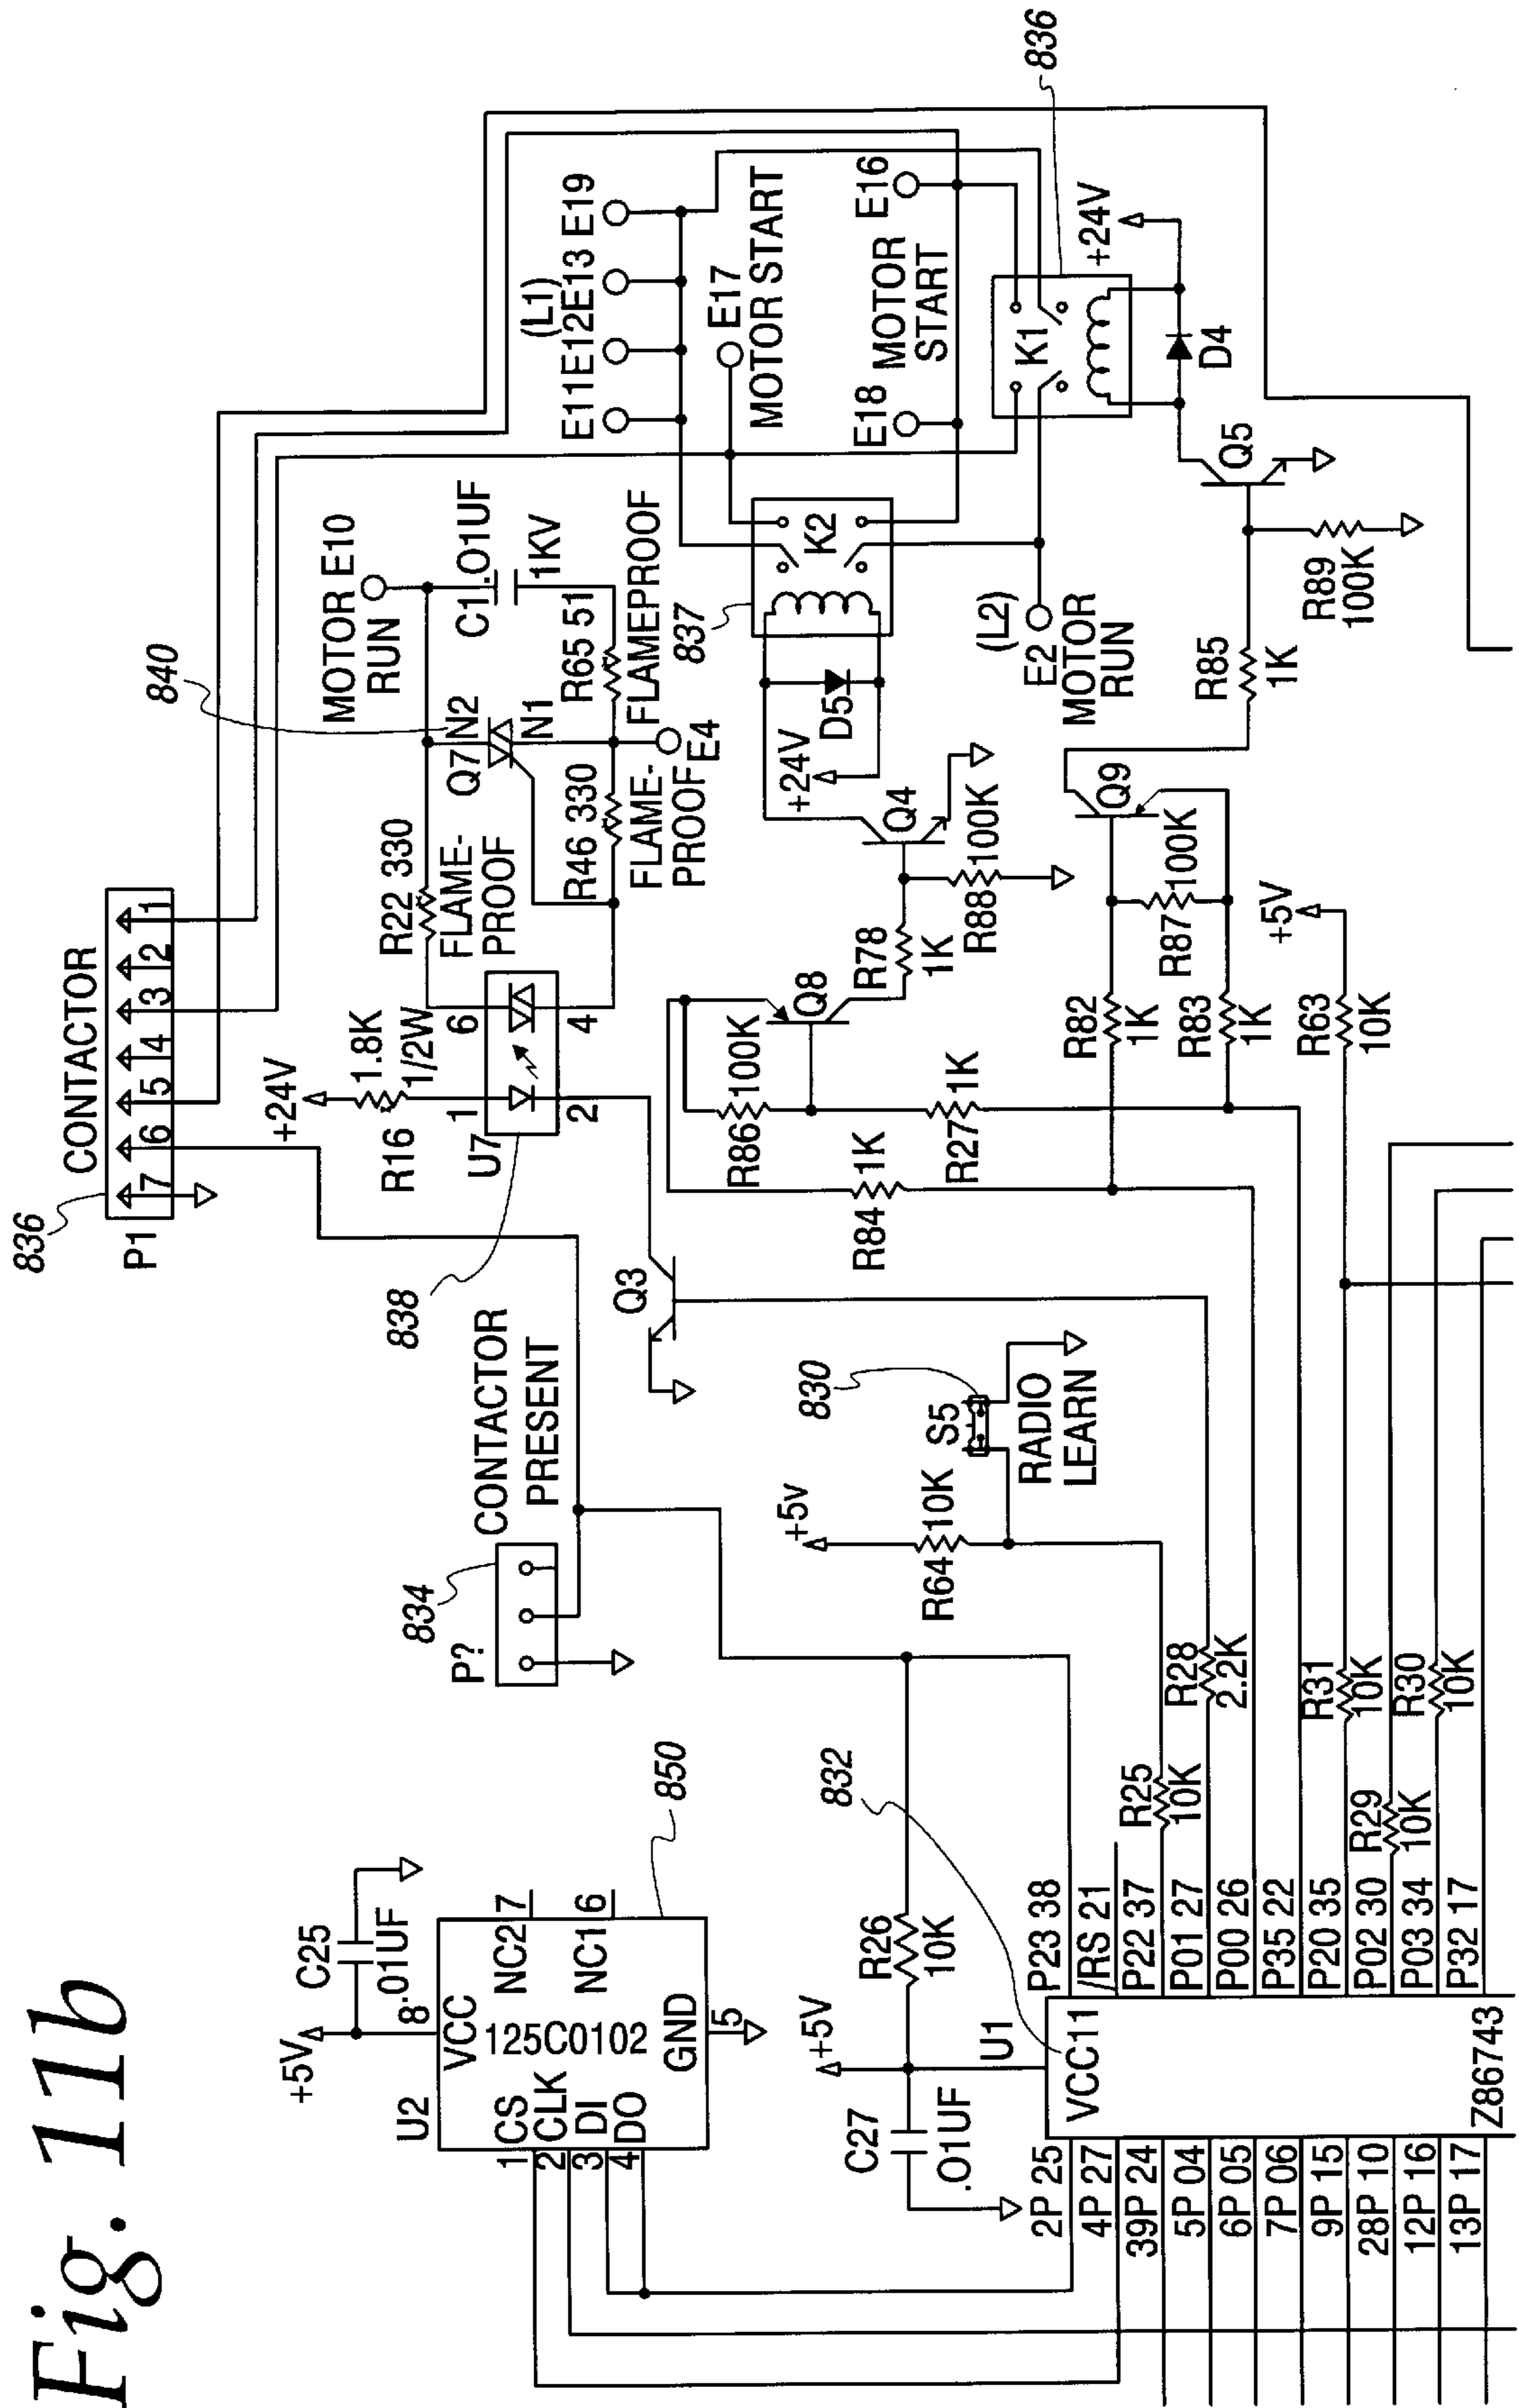 Fig. 11b
836
CONTACTOR
P1
7 6 5 4 3 2 1
+24V
R16 1.8K
1/2W
838
U7
1
2
6
4
R22 330
FLAME-
PROOF
840
MOTOR E10
RUN
Q7 N2
N1
C1 .01UF
1KV
R65 51
FLAMEPROOF
R46 330
FLAME-
PROOF
E4
(L1)
E11 E12 E13 E19
E17
MOTOR START
E18
MOTOR
START
E16
837
K2
D5
+24V
(L2)
E2
MOTOR
RUN
836
K1
+24V
D4
Q5
R85
1K
R89
100K
834
P?
CONTACTOR
PRESENT
Q3
Q4
R88 100K
R78
1K
Q8
R86 100K
R27 1K
R84 1K
Q9
R82
1K
R87 100K
R83
1K
+5V
R63
10K
830
S5
RADIO
LEARN
+5v
R64 10K
R28
2.2K
R25
10K
R31
10K
R29
10K
R30
10K
+5V
C25
.01UF
850
U2
8
VCC
125C0102
NC2 7
NC1 6
GND
5
1 CS
2 CLK
3 DI
4 DO
832
+5V
R26
10K
C27
.01UF
U1
VCC11
Z86743
2P 25
4P 27
39P 24
5P 04
6P 05
7P 06
9P 15
28P 10
12P 16
13P 17
P23 38
/RS 21
P22 37
P01 27
P00 26
P35 22
P20 35
P02 30
P03 34
P32 17